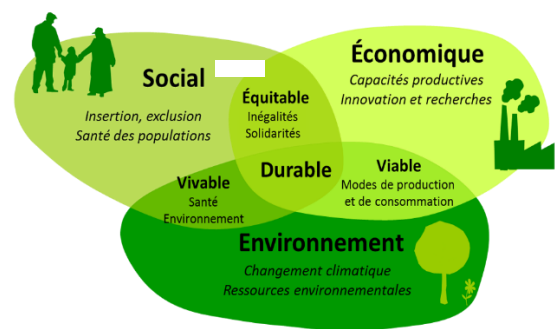 Social
Insertion, exclusion
Santé des populations
Économique
Capacités productives
Innovation et recherches
Équitable
Inégalités
Solidarités
Durable
Vivable
Santé
Environnement
Viable
Modes de production
et de consommation
Environnement
Changement climatique
Ressources environnementales